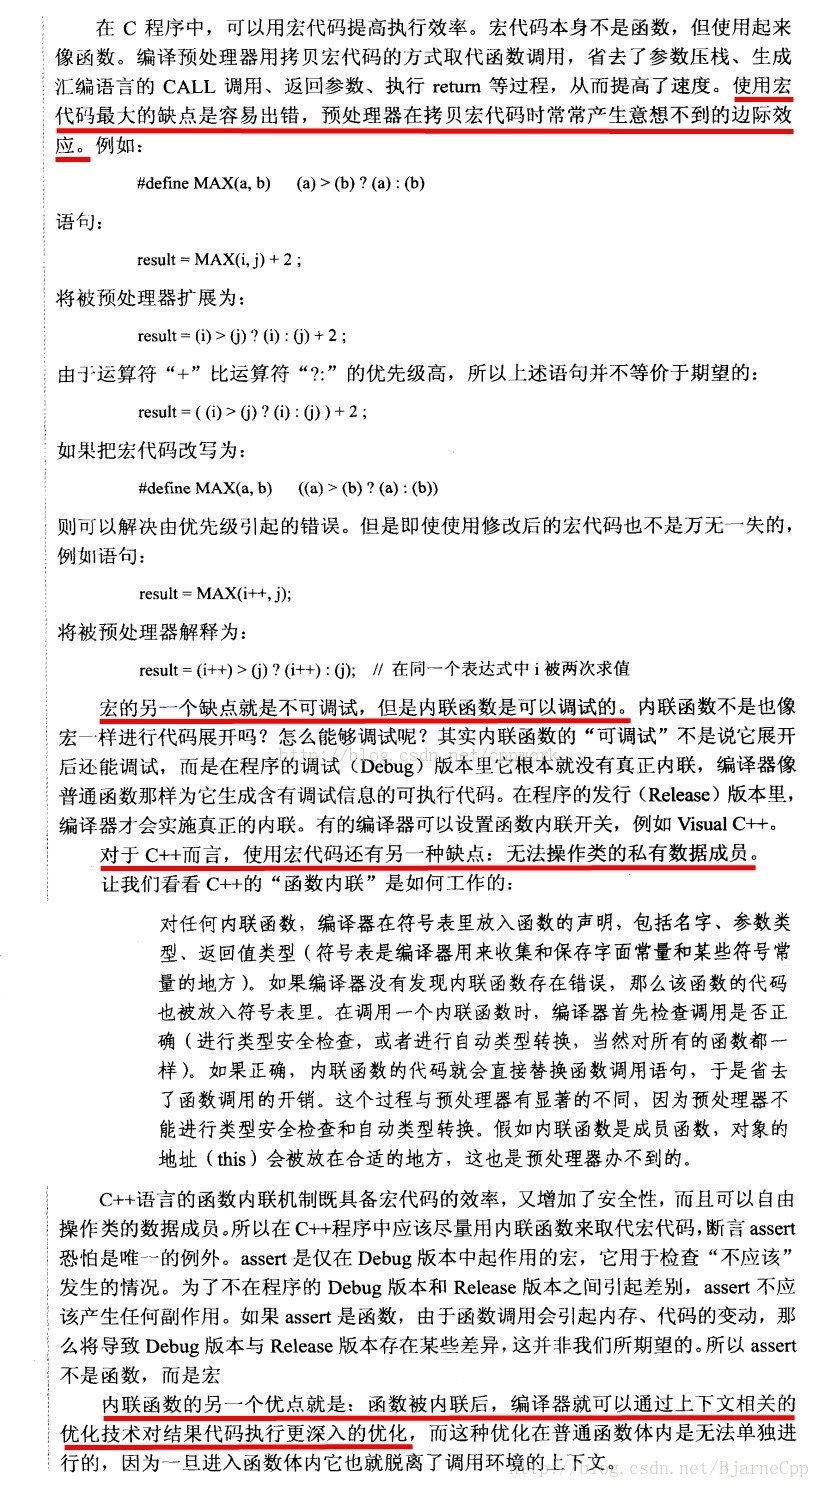 在 C 程序中，可以用宏代码提高执行效率。宏代码本身不是函数，但使用起来
像函数。编译预处理器用拷贝宏代码的方式取代函数调用，省去了参数压栈、生成
汇编语言的 CALL 调用、返回参数、执行 return 等过程，从而提高了速度。使用宏
代码最大的缺点是容易出错，预处理器在拷贝宏代码时常常产生意想不到的边际效
应。例如：
#define MAX(a, b) (a) > (b) ? (a) : (b)
语句：
result = MAX(i, j) + 2 ;
将被预处理器扩展为：
result = (i) > (j) ? (i) : (j) + 2 ;
由于运算符“+”比运算符“?:”的优先级高，所以上述语句并不等价于期望的：
result = ( (i) > (j) ? (i) : (j) ) + 2 ;
如果把宏代码改写为：
#define MAX(a, b) ((a) > (b) ? (a) : (b))
则可以解决由优先级引起的错误。但是即使使用修改后的宏代码也不是万无一失的，
例如语句：
result = MAX(i++, j);
将被预处理器解释为：
result = (i++) > (j) ? (i++) : (j); // 在同一个表达式中 i 被两次求值
宏的另一个缺点就是不可调试，但是内联函数是可以调试的。内联函数不是也像
宏一样进行代码展开吗？怎么能够调试呢？其实内联函数的“可调试”不是说它展开
http://blog.csdn.net/cppwork
后还能调试，而是在程序的调试（Debug）版本里它根本就没有真正内联，编译器像
普通函数那样为它生成含有调试信息的可执行代码。在程序的发行（Release）版本里，
编译器才会实施真正的内联。有的编译器可以设置函数内联开关，例如 Visual C++。
对于 C++而言，使用宏代码还有另一种缺点：无法操作类的私有数据成员。
让我们看看 C++的“函数内联”是如何工作的：
对任何内联函数，编译器在符号表里放入函数的声明，包括名字、参数类
型、返回值类型（符号表是编译器用来收集和保存字面常量和某些符号常
量的地方）。如果编译器没有发现内联函数存在错误，那么该函数的代码
也被放入符号表里。在调用一个内联函数时，编译器首先检查调用是否正
确（进行类型安全检查，或者进行自动类型转换，当然对所有的函数都一
样）。如果正确，内联函数的代码就会直接替换函数调用语句，于是省去
了函数调用的开销。这个过程与预处理器有显著的不同，因为预处理器不
能进行类型安全检查和自动类型转换。假如内联函数是成员函数，对象的
地址（this）会被放在合适的地方，这也是预处理器办不到的。
C++语言的函数内联机制既具备宏代码的效率，又增加了安全性，而且可以自由
操作类的数据成员。所以在C++程序中应该尽量用内联函数来取代宏代码，断言 assert
恐怕是唯一的例外。assert 是仅在 Debug 版本中起作用的宏，它用于检查“不应该”
发生的情况。为了不在程序的 Debug 版本和 Release 版本之间引起差别，assert 不应
该产生任何副作用。如果 assert 是函数，由于函数调用会引起内存、代码的变动，那
么将导致 Debug 版本与 Release 版本存在某些差异，这并非我们所期望的。所以 assert
不是函数，而是宏
内联函数的另一个优点就是：函数被内联后，编译器就可以通过上下文相关的
优化技术对结果代码执行更深入的优化，而这种优化在普通函数体内是无法单独进
行的，因为一旦进入函数体内它也就脱离了调用环境的上下文。
http://blog.csdn.net/BjarneCpp